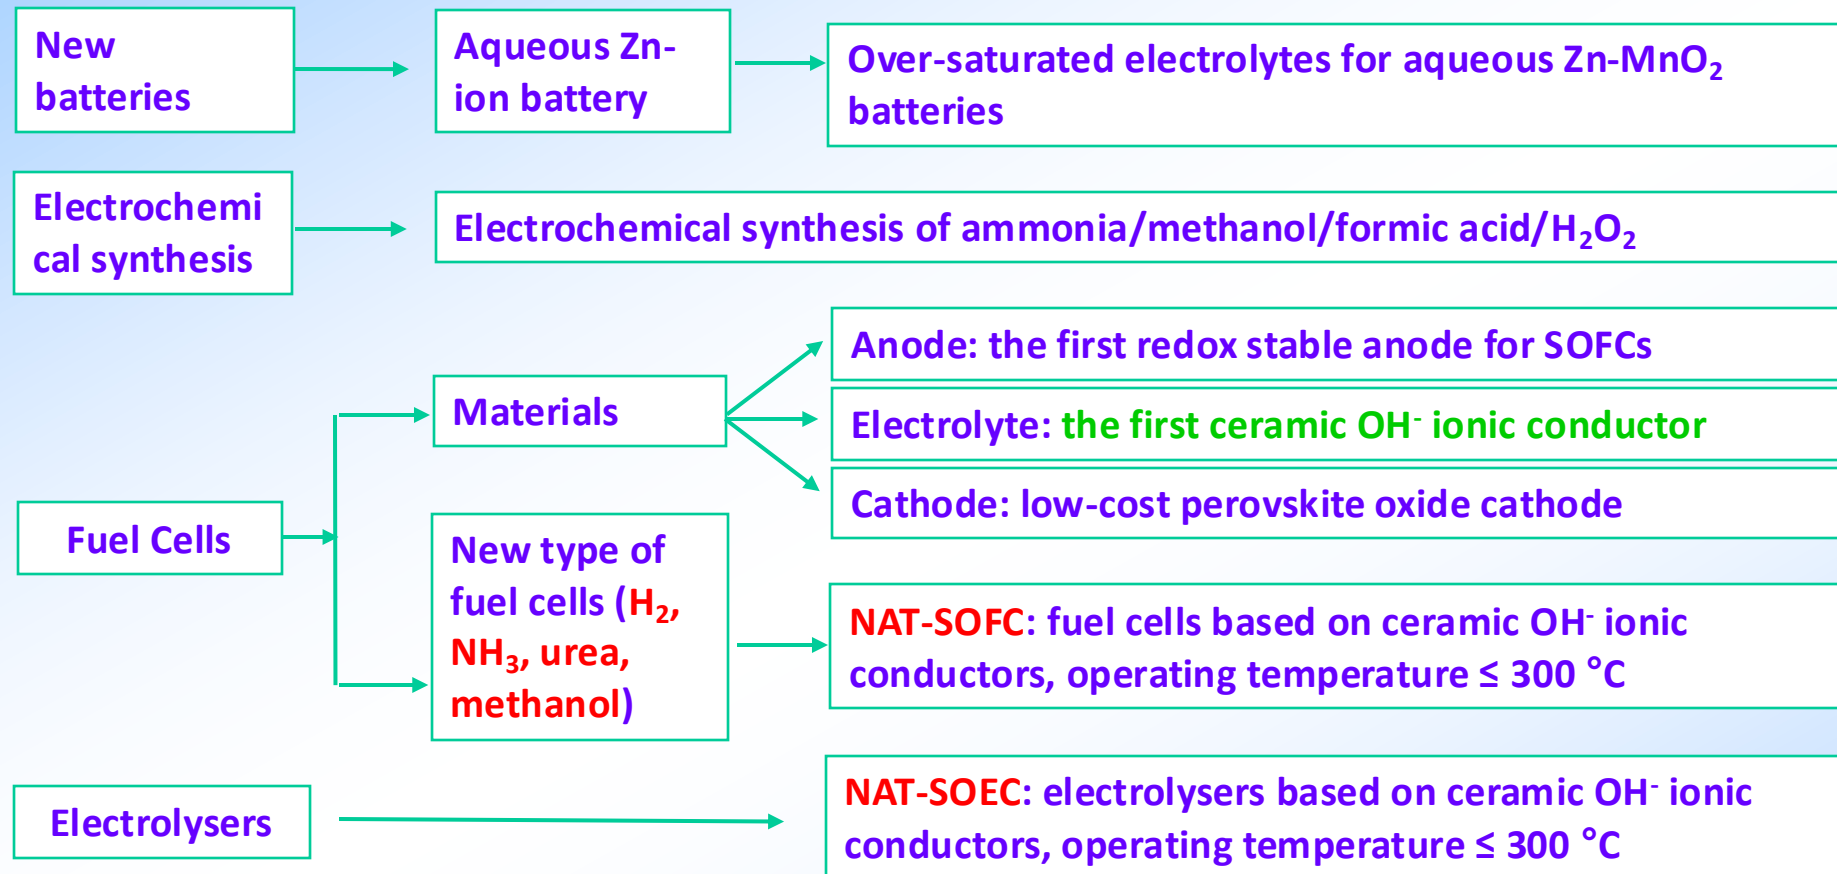 New
batteries
Aqueous Zn-
ion battery
Over-saturated electrolytes for aqueous Zn-MnO₂
batteries
Electrochemi
cal synthesis
Electrochemical synthesis of ammonia/methanol/formic acid/H₂O₂
Fuel Cells
Materials
Anode: the first redox stable anode for SOFCs
Electrolyte: the first ceramic OH⁻ ionic conductor
Cathode: low-cost perovskite oxide cathode
New type of
fuel cells (H₂,
NH₃, urea,
methanol)
NAT-SOFC: fuel cells based on ceramic OH⁻ ionic
conductors, operating temperature ≤ 300 °C
Electrolysers
NAT-SOEC: electrolysers based on ceramic OH⁻ ionic
conductors, operating temperature ≤ 300 °C